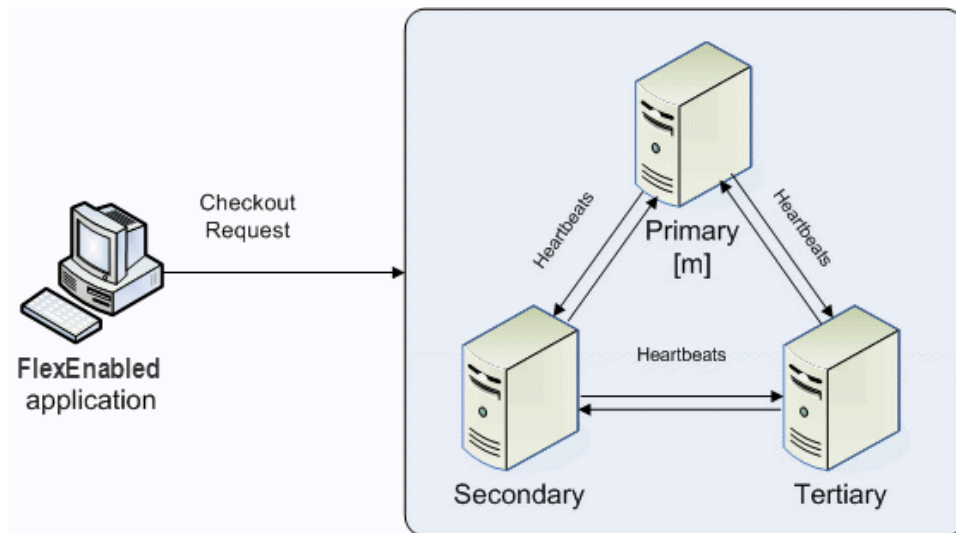 Checkout
Request
FlexEnabled
application
Heartbeats
Primary
[m]
Heartbeats
Heartbeats
Secondary
Tertiary